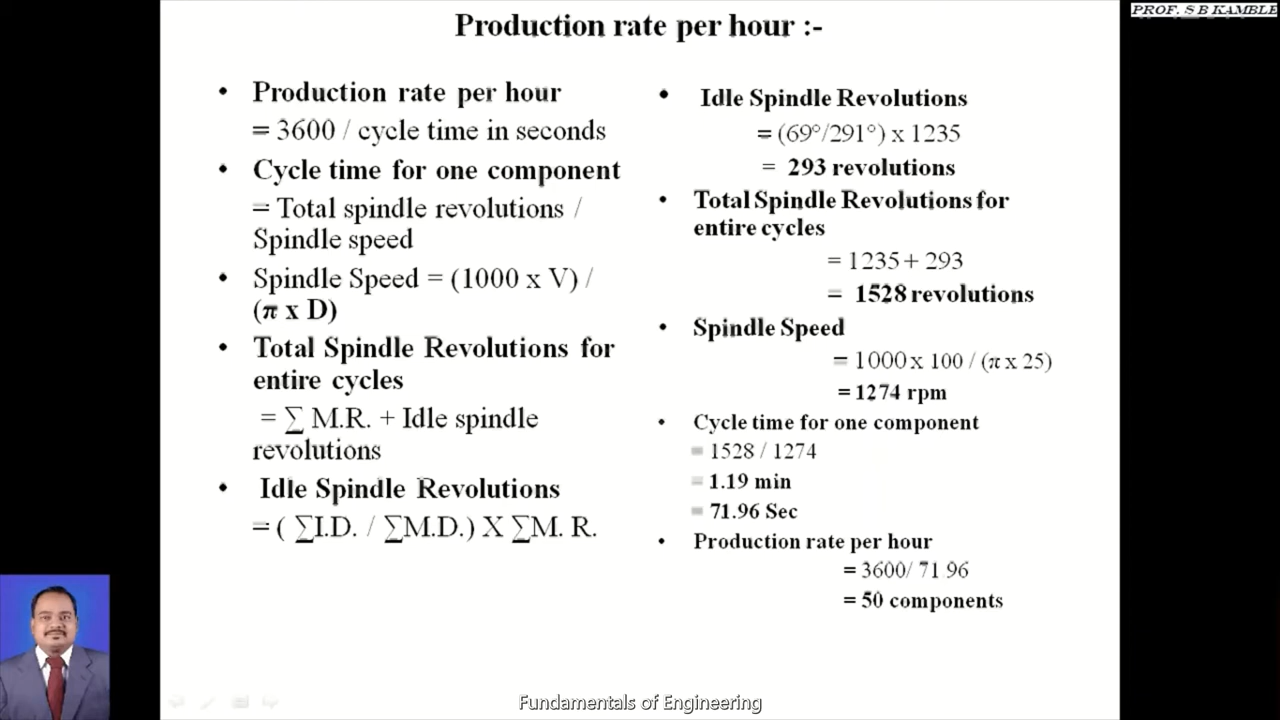 PROF. S B KAMBLE
Production rate per hour :-
• Production rate per hour
= 3600 / cycle time in seconds
• Cycle time for one component
= Total spindle revolutions /
Spindle speed
• Spindle Speed = (1000 x V) /
(π x D)
• Total Spindle Revolutions for
entire cycles
= ∑ M.R. + Idle spindle
revolutions
• Idle Spindle Revolutions
= ( ∑I.D. / ∑M.D.) X ∑M. R.
• Idle Spindle Revolutions
= (69°/291°) x 1235
= 293 revolutions
• Total Spindle Revolutions for
entire cycles
= 1235 + 293
= 1528 revolutions
• Spindle Speed
= 1000 x 100 / (π x 25)
= 1274 rpm
• Cycle time for one component
= 1528 / 1274
= 1.19 min
= 71.96 Sec
• Production rate per hour
= 3600/ 71 96
= 50 components
Fundamentals of Engineering